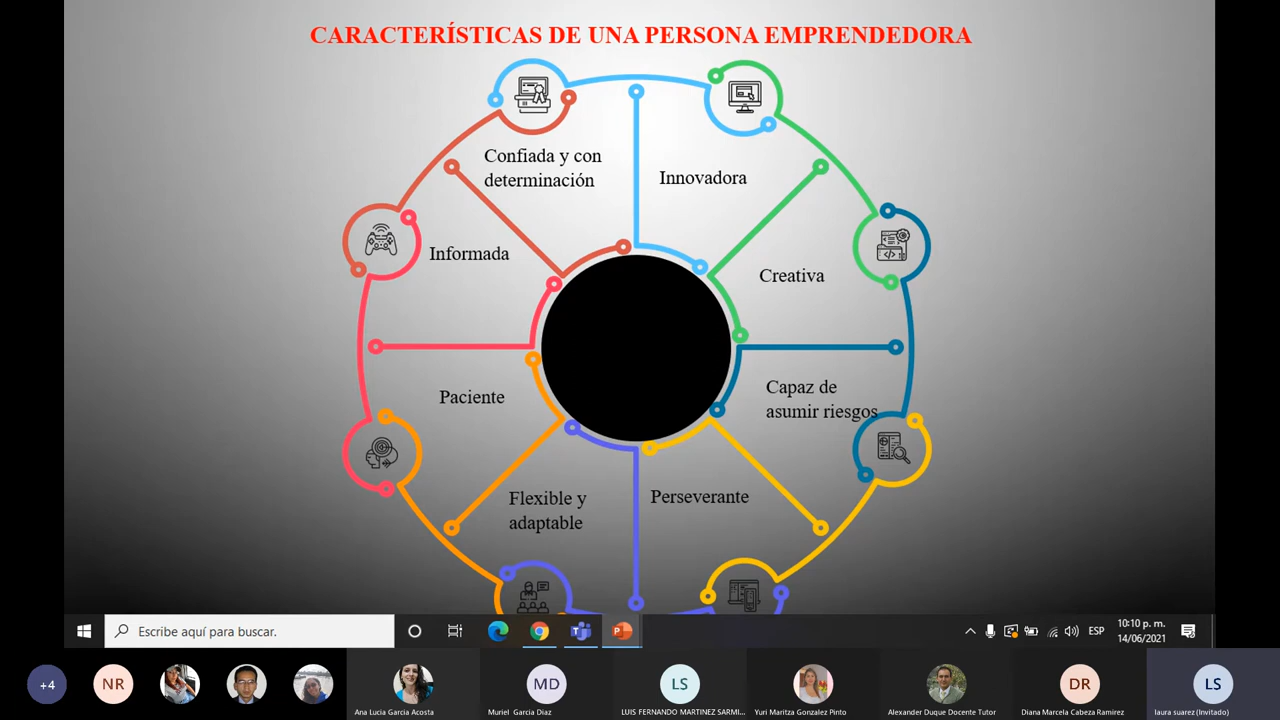 CARACTERÍSTICAS DE UNA PERSONA EMPRENDEDORA
Confiada y con
determinación
Innovadora
Informada
Creativa
Paciente
Capaz de
asumir riesgos
Flexible y
adaptable
Perseverante
Escribe aquí para buscar.
ESP
10:10 p. m.
14/06/2021
+4
NR
MD
LS
DR
LS
Ana Lucia Garcia Acosta
Muriel Garcia Diaz
LUIS FERNANDO MARTINEZ SARMI...
Yuri Maritza Gonzalez Pinto
Alexander Duque Docente Tutor
Diana Marcela Cabeza Ramirez
laura suarez (Invitado)